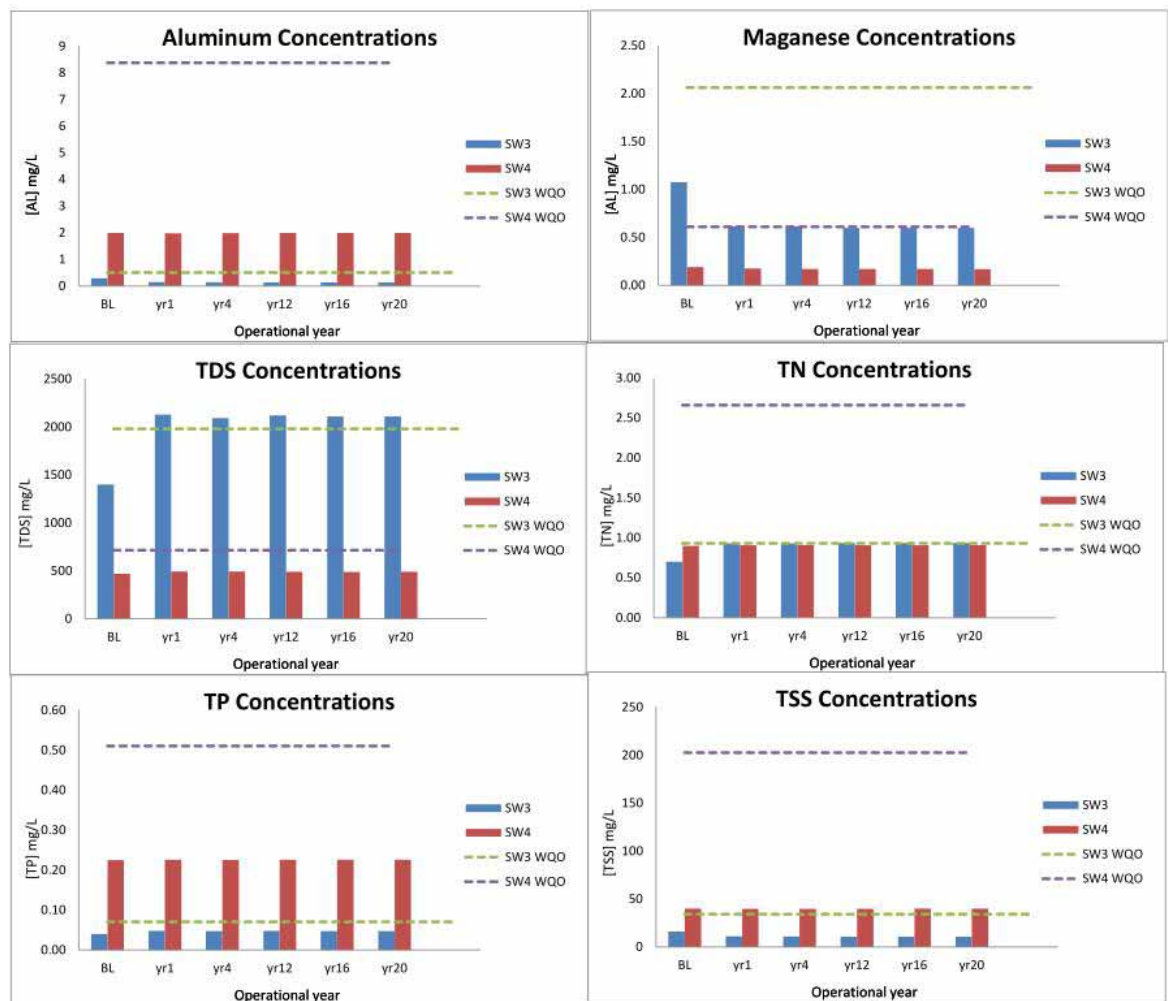 Aluminum Concentrations
9
8
7
6
5
4
3
2
1
0
[AL] mg/L
BL yr1 yr4 yr12 yr16 yr20
Operational year
SW3
SW4
SW3 WQO
SW4 WQO
Maganese Concentrations
2.50
2.00
1.50
1.00
0.50
0.00
[AL] mg/L
BL yr1 yr4 yr12 yr16 yr20
Operational year
SW3
SW4
SW3 WQO
SW4 WQO
TDS Concentrations
2500
2000
1500
1000
500
0
[TDS] mg/L
BL yr1 yr4 yr12 yr16 yr20
Operational year
SW3
SW4
SW3 WQO
SW4 WQO
TN Concentrations
3.00
2.50
2.00
1.50
1.00
0.50
0.00
[TN] mg/L
BL yr1 yr4 yr12 yr16 yr20
Operational year
SW3
SW4
SW3 WQO
SW4 WQO
TP Concentrations
0.60
0.50
0.40
0.30
0.20
0.10
0.00
[TP] mg/L
BL yr1 yr4 yr12 yr16 yr20
Operational year
SW3
SW4
SW3 WQO
SW4 WQO
TSS Concentrations
250
200
150
100
50
0
[TSS] mg/L
BL yr1 yr4 yr12 yr16 yr20
Operational year
SW3
SW4
SW3 WQO
SW4 WQO